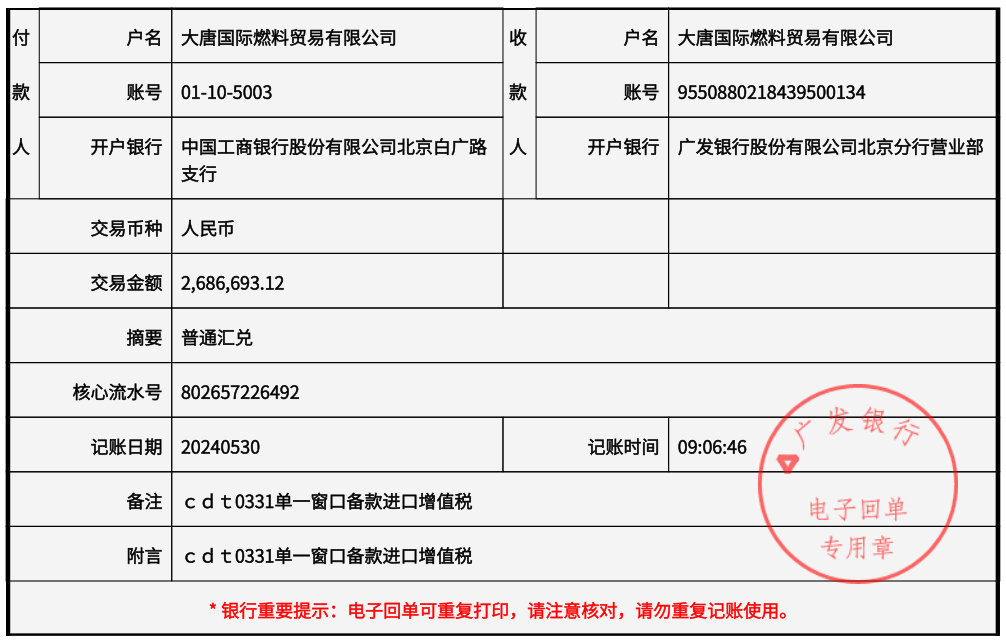 付 户名 大唐国际燃料贸易有限公司 收 户名 大唐国际燃料贸易有限公司
款 账号 01-10-5003 款 账号 9550880218439500134
人 开户银行 中国工商银行股份有限公司北京白广路 人 开户银行 广发银行股份有限公司北京分行营业部
支行
交易币种 人民币
交易金额 2,686,693.12
摘要 普通汇兑
核心流水号 802657226492
记账日期 20240530 记账时间 09:06:46
备注 ｃｄｔ0331单一窗口备款进口增值税
附言 ｃｄｔ0331单一窗口备款进口增值税
广发银行
电子回单
专用章
* 银行重要提示：电子回单可重复打印，请注意核对，请勿重复记账使用。